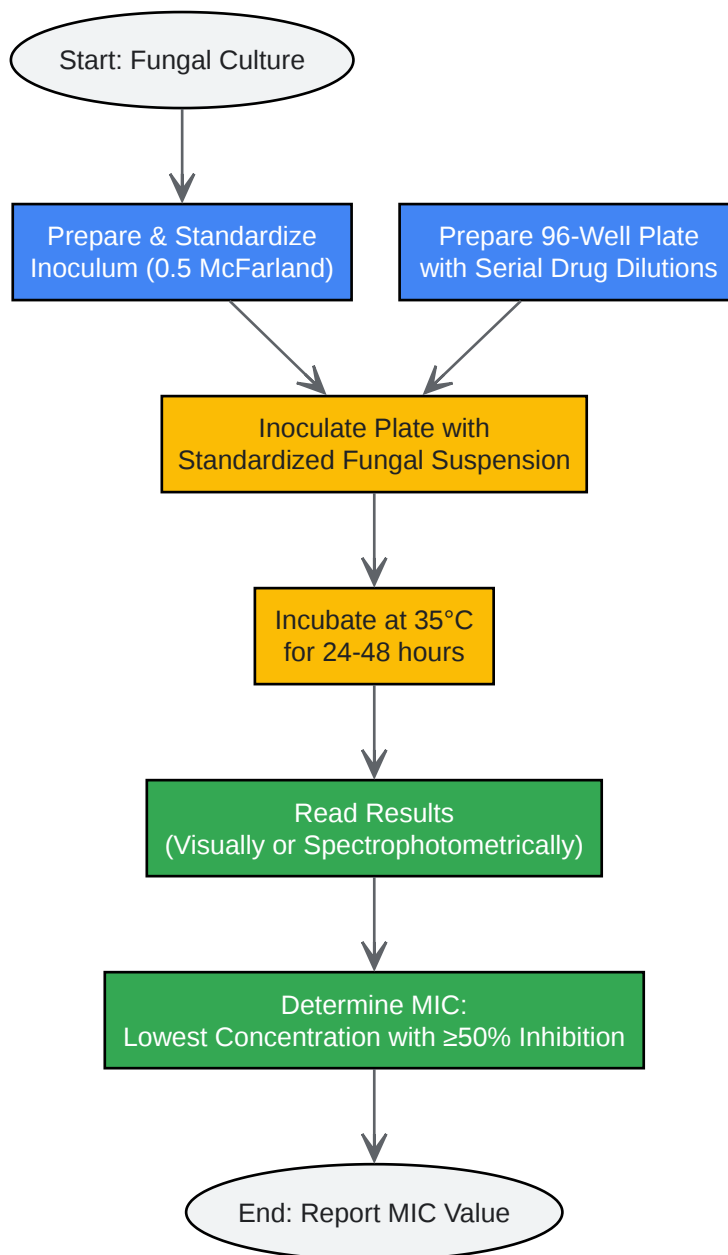 Start: Fungal Culture
Prepare & Standardize
Inoculum (0.5 McFarland)
Prepare 96-Well Plate
with Serial Drug Dilutions
Inoculate Plate with
Standardized Fungal Suspension
Incubate at 35°C
for 24-48 hours
Read Results
(Visually or Spectrophotometrically)
Determine MIC:
Lowest Concentration with ≥50% Inhibition
End: Report MIC Value